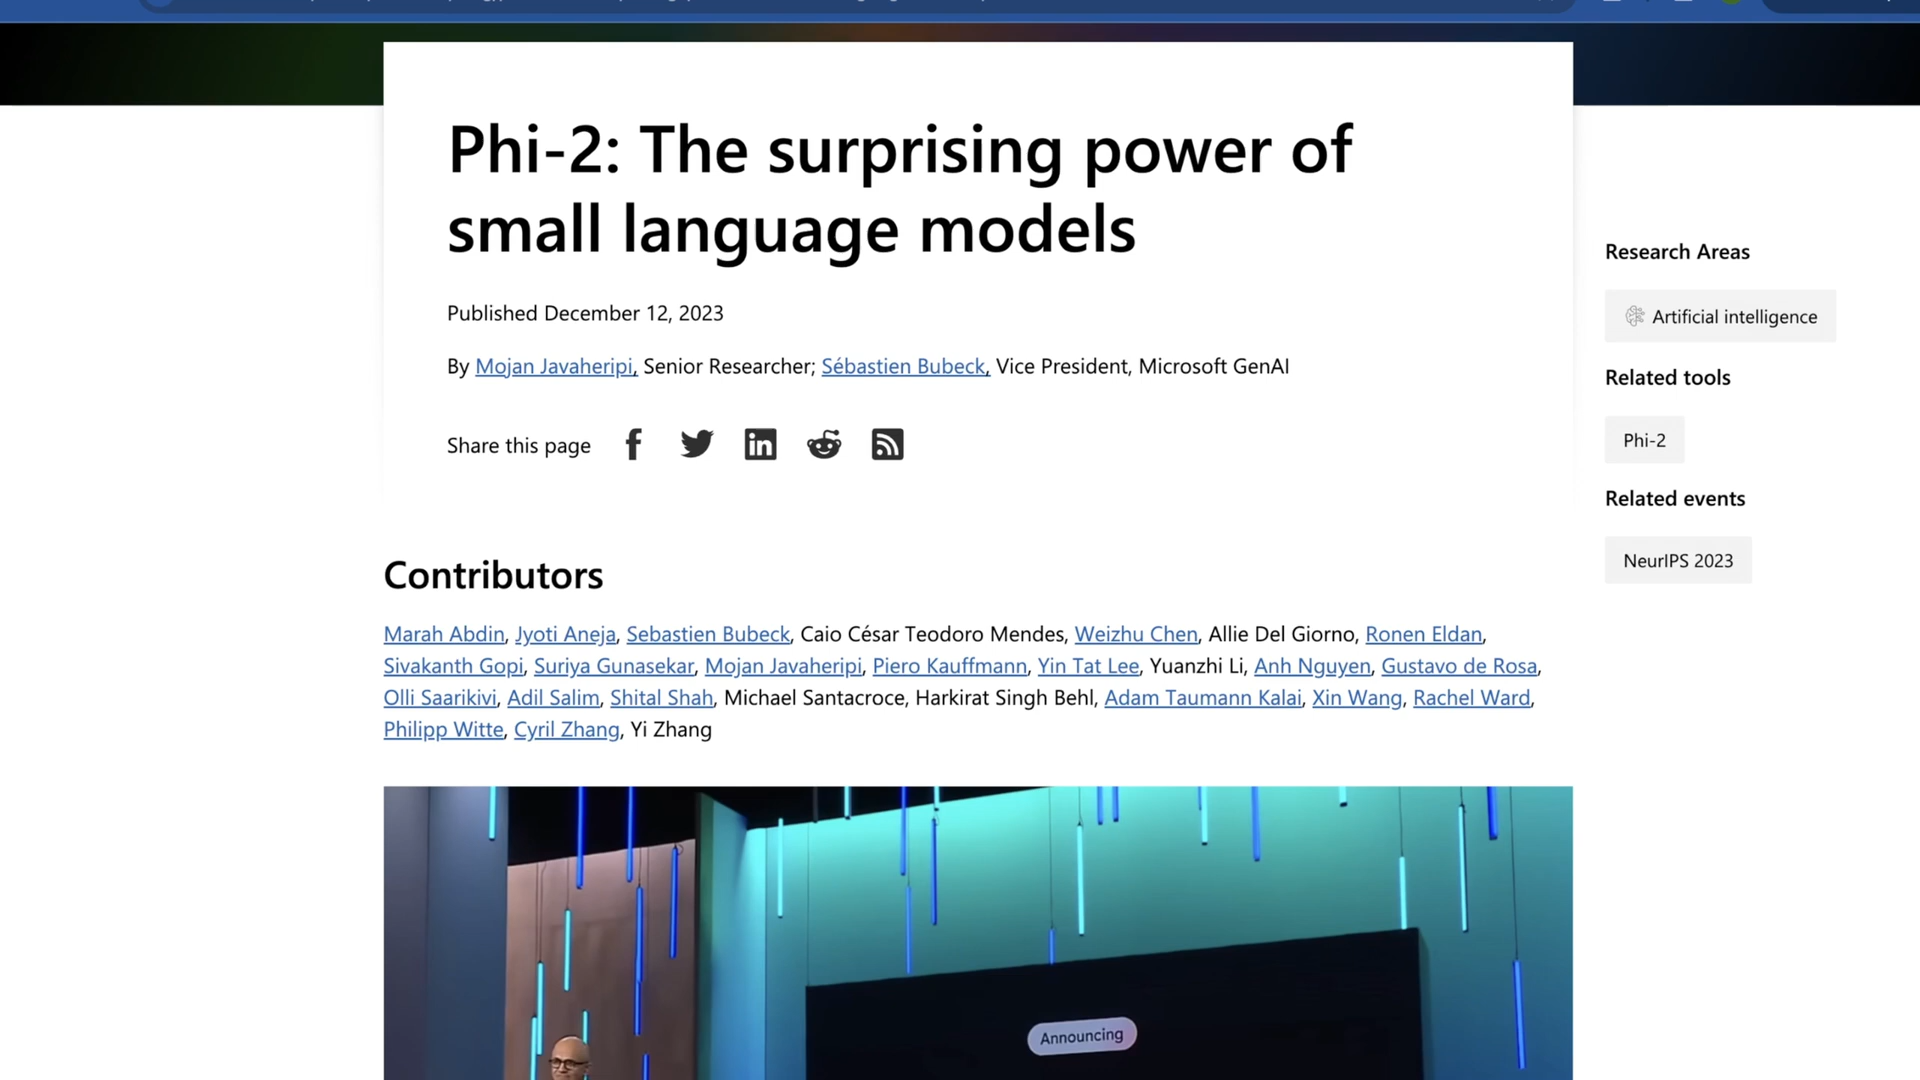 Phi-2: The surprising power of
small language models
Published December 12, 2023
By Mojan Javaheripi, Senior Researcher; Sébastien Bubeck, Vice President, Microsoft GenAI
Share this page
Research Areas
Artificial intelligence
Related tools
Phi-2
Related events
NeurIPS 2023
Contributors
Marah Abdin, Jyoti Aneja, Sebastien Bubeck, Caio César Teodoro Mendes, Weizhu Chen, Allie Del Giorno, Ronen Eldan,
Sivakanth Gopi, Suriya Gunasekar, Mojan Javaheripi, Piero Kauffmann, Yin Tat Lee, Yuanzhi Li, Anh Nguyen, Gustavo de Rosa,
Olli Saarikivi, Adil Salim, Shital Shah, Michael Santacroce, Harkirat Singh Behl, Adam Taumann Kalai, Xin Wang, Rachel Ward,
Philipp Witte, Cyril Zhang, Yi Zhang
Announcing